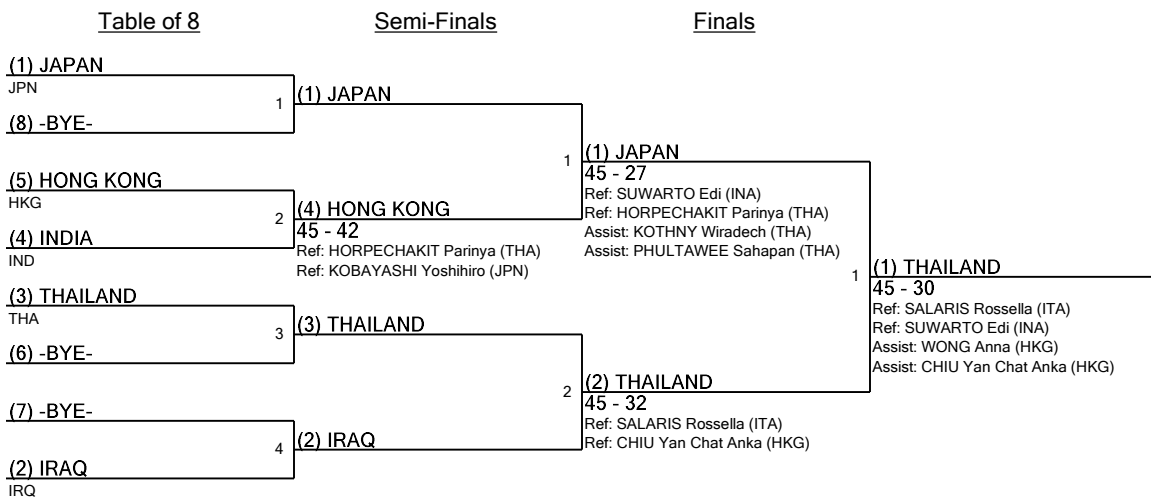 Table of 8
Semi-Finals
Finals
(1) JAPAN
JPN
1
(8) -BYE-
(5) HONG KONG
HKG
2
(4) INDIA
IND
(3) THAILAND
THA
3
(6) -BYE-
(7) -BYE-
4
(2) IRAQ
IRQ
(1) JAPAN
1
(4) HONG KONG
45 - 42
Ref: HORPECHAKIT Parinya (THA)
Ref: KOBAYASHI Yoshihiro (JPN)
(3) THAILAND
2
(2) IRAQ
(1) JAPAN
45 - 27
Ref: SUWARTO Edi (INA)
Ref: HORPECHAKIT Parinya (THA)
Assist: KOTHNY Wiradech (THA)
Assist: PHULTAWEE Sahapan (THA)
1
(2) THAILAND
45 - 32
Ref: SALARIS Rossella (ITA)
Ref: CHIU Yan Chat Anka (HKG)
(1) THAILAND
45 - 30
Ref: SALARIS Rossella (ITA)
Ref: SUWARTO Edi (INA)
Assist: WONG Anna (HKG)
Assist: CHIU Yan Chat Anka (HKG)